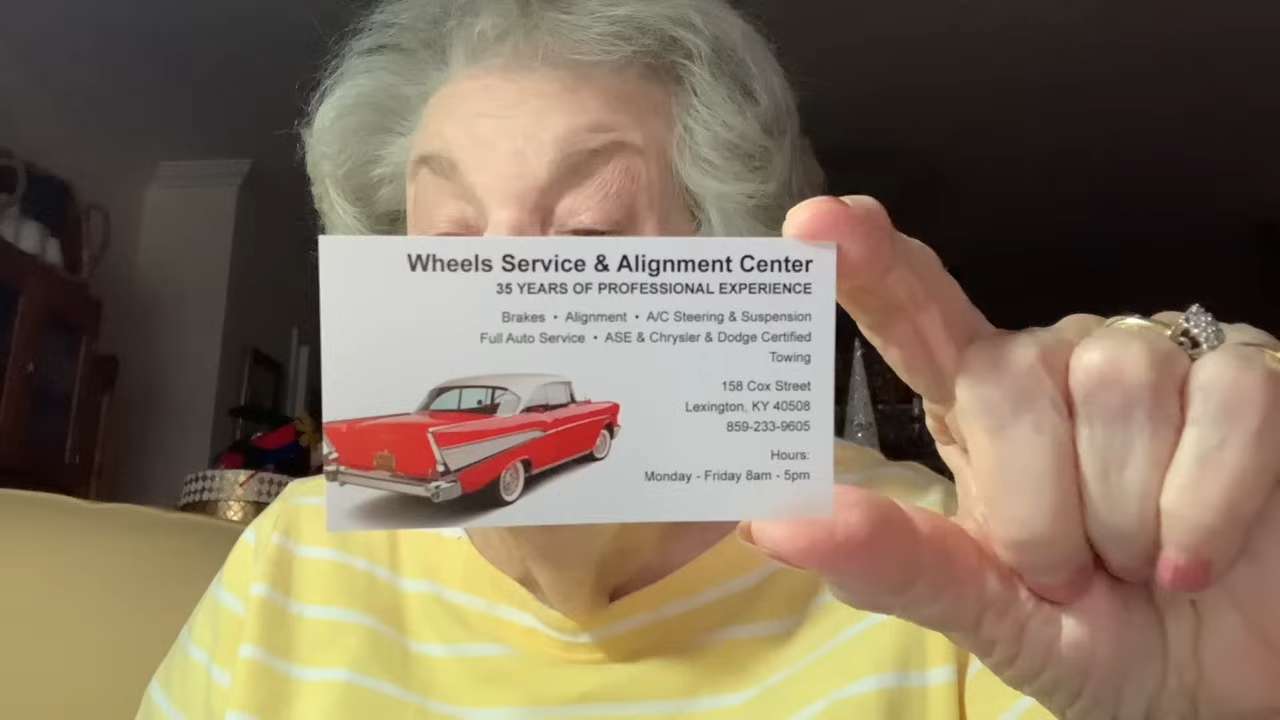 Wheels Service & Alignment Center
35 YEARS OF PROFESSIONAL EXPERIENCE
Brakes • Alignment • A/C Steering & Suspension
Full Auto Service • ASE & Chrysler & Dodge Certified
Towing
158 Cox Street
Lexington, KY 40508
859-233-9605
Hours:
Monday - Friday 8am - 5pm